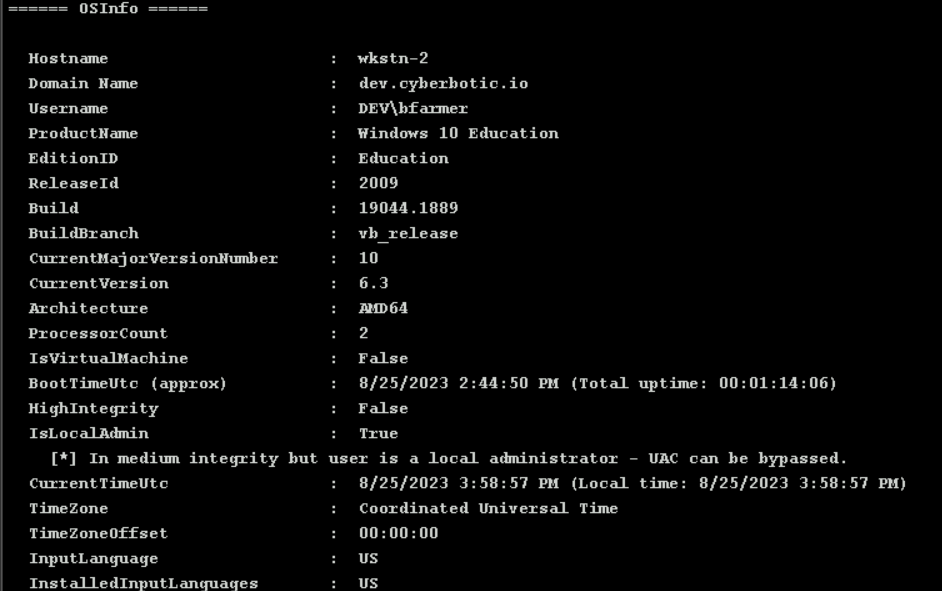 ====== OSInfo ======
Hostname : wkstn-2
Domain Name : dev.cyberbotic.io
Username : DEV\bfarmer
ProductName : Windows 10 Education
EditionID : Education
ReleaseId : 2009
Build : 19044.1889
BuildBranch : vb_release
CurrentMajorVersionNumber : 10
CurrentVersion : 6.3
Architecture : AMD64
ProcessorCount : 2
IsVirtualMachine : False
BootTimeUtc (approx) : 8/25/2023 2:44:50 PM (Total uptime: 00:01:14:06)
HighIntegrity : False
IsLocalAdmin : True
[*] In medium integrity but user is a local administrator - UAC can be bypassed.
CurrentTimeUtc : 8/25/2023 3:58:57 PM (Local time: 8/25/2023 3:58:57 PM)
TimeZone : Coordinated Universal Time
TimeZoneOffset : 00:00:00
InputLanguage : US
InstalledInputLanguages : US